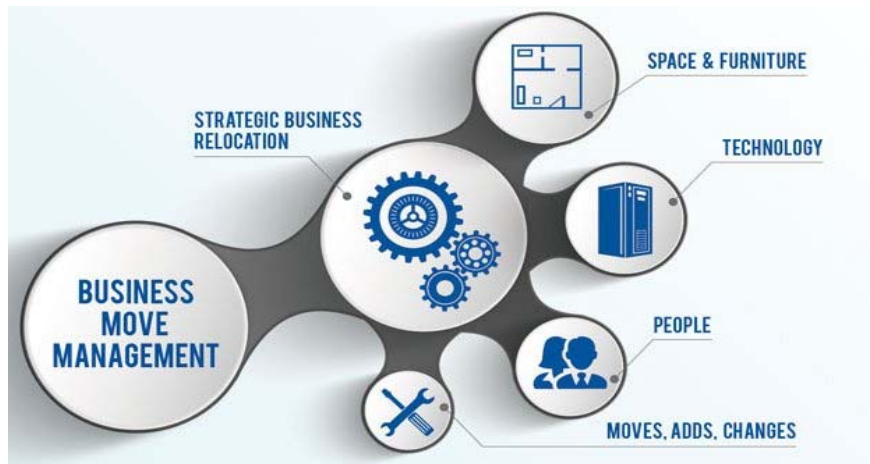 SPACE & FURNITURE
STRATEGIC BUSINESS
RELOCATION
TECHNOLOGY
BUSINESS
MOVE
MANAGEMENT
PEOPLE
MOVES, ADDS, CHANGES